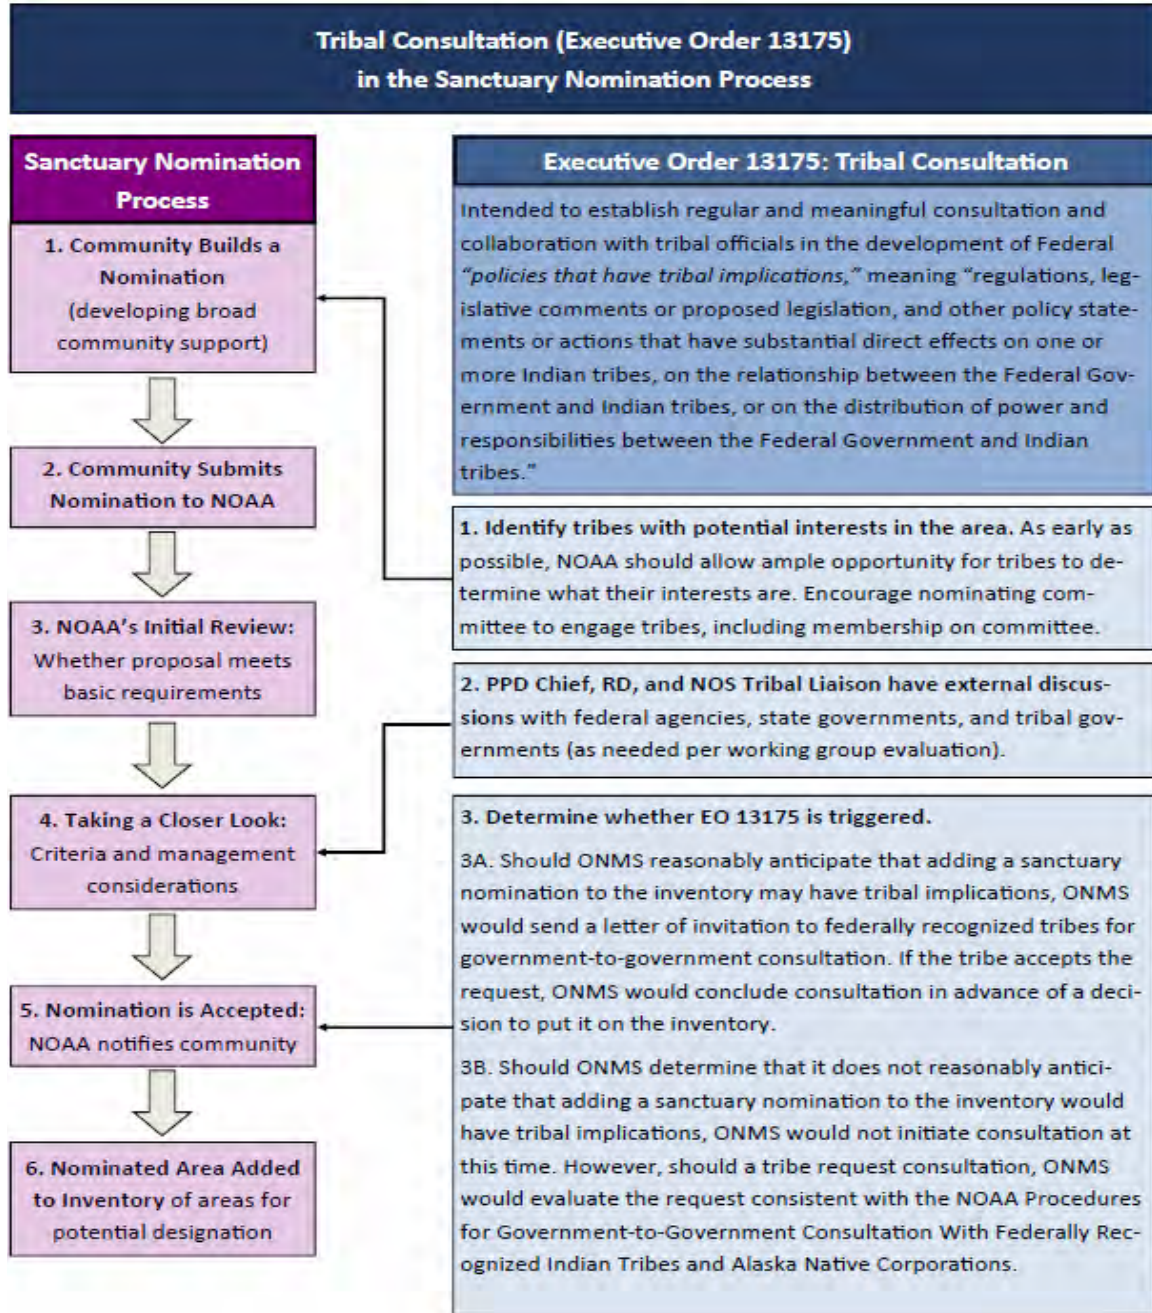 Tribal Consultation (Executive Order 13175)
in the Sanctuary Nomination Process
Sanctuary Nomination
Process
1. Community Builds a
Nomination
(developing broad
community support)
2. Community Submits
Nomination to NOAA
3. NOAA's Initial Review:
Whether proposal meets
basic requirements
4. Taking a Closer Look:
Criteria and management
considerations
5. Nomination is Accepted:
NOAA notifies community
6. Nominated Area Added
to Inventory of areas for
potential designation
Executive Order 13175: Tribal Consultation
Intended to establish regular and meaningful consultation and
collaboration with tribal officials in the development of Federal
"policies that have tribal implications," meaning "regulations, leg-
islative comments or proposed legislation, and other policy state-
ments or actions that have substantial direct effects on one or
more Indian tribes, on the relationship between the Federal Gov-
ernment and Indian tribes, or on the distribution of power and
responsibilities between the Federal Government and Indian
tribes."
1. Identify tribes with potential interests in the area. As early as
possible, NOAA should allow ample opportunity for tribes to de-
termine what their interests are. Encourage nominating com-
mittee to engage tribes, including membership on committee.
2. PPD Chief, RD, and NOS Tribal Liaison have external discus-
sions with federal agencies, state governments, and tribal gov-
ernments (as needed per working group evaluation).
3. Determine whether EO 13175 is triggered.
3A. Should ONMS reasonably anticipate that adding a sanctuary
nomination to the inventory may have tribal implications, ONMS
would send a letter of invitation to federally recognized tribes for
government-to-government consultation. If the tribe accepts the
request, ONMS would conclude consultation in advance of a deci-
sion to put it on the inventory.
3B. Should ONMS determine that it does not reasonably antici-
pate that adding a sanctuary nomination to the inventory would
have tribal implications, ONMS would not initiate consultation at
this time. However, should a tribe request consultation, ONMS
would evaluate the request consistent with the NOAA Procedures
for Government-to-Government Consultation With Federally Rec-
ognized Indian Tribes and Alaska Native Corporations.